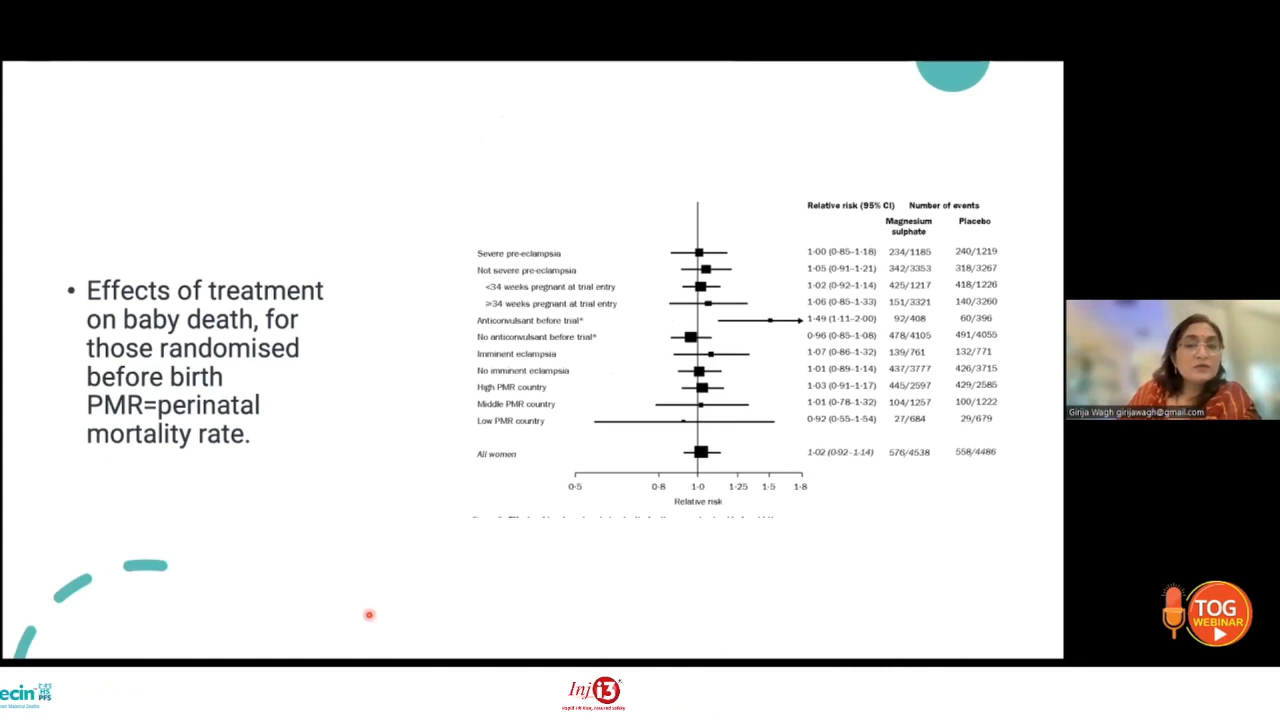 • Effects of treatment
on baby death, for
those randomised
before birth
PMR=perinatal
mortality rate.
Relative risk (95% CI) Number of events
Magnesium sulphate Placebo
Severe pre-eclampsia 1·00 (0·85–1·18) 234/1185 240/1219
Not severe pre-eclampsia 1·05 (0·91–1·21) 342/3353 318/3267
<34 weeks pregnant at trial entry 1·02 (0·92–1·14) 425/1217 418/1226
≥34 weeks pregnant at trial entry 1·06 (0·85–1·33) 151/3321 140/3260
Anticonvulsant before trial* 1·49 (1·11–2·00) 92/408 60/396
No anticonvulsant before trial* 0·96 (0·85–1·08) 478/4105 491/4055
Imminent eclampsia 1·07 (0·86–1·32) 139/761 132/771
No imminent eclampsia 1·01 (0·89–1·14) 437/3777 426/3715
High PMR country 1·03 (0·91–1·17) 445/2597 429/2585
Middle PMR country 1·01 (0·78–1·32) 104/1257 100/1222
Low PMR country 0·92 (0·55–1·54) 27/684 29/679
All women 1·02 (0·92–1·14) 576/4538 558/4486
0·5 0·8 1·0 1·25 1·5 1·8
Relative risk
Girija Wagh girijawagh@gmail.com
TOG
WEBINAR
ecin HS PFS
Inj i3